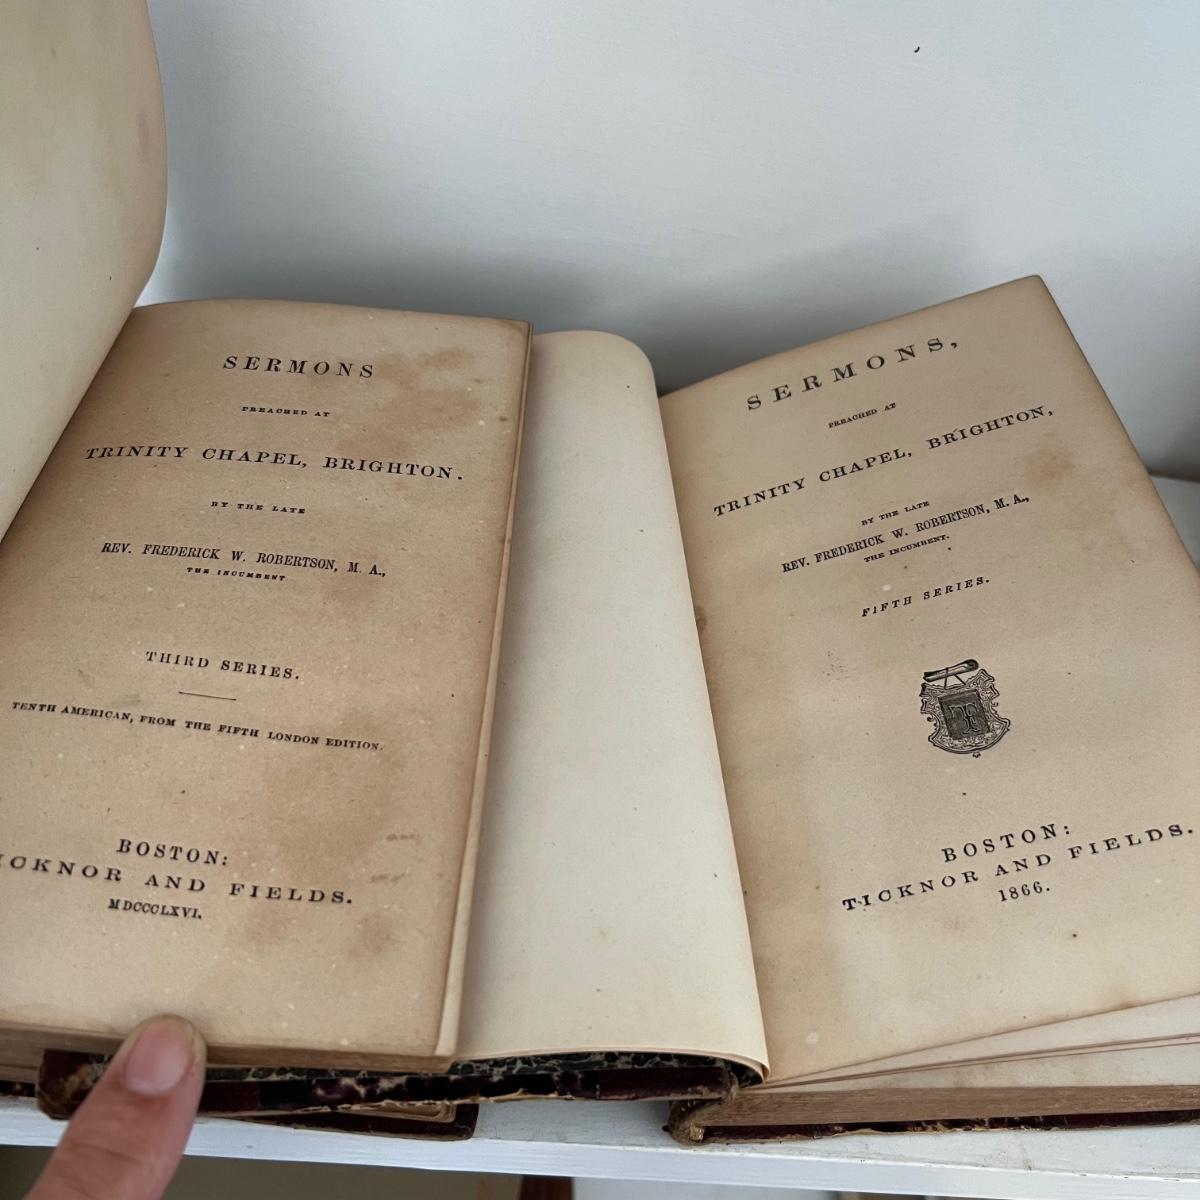 SERMONS
PREACHED AT
TRINITY CHAPEL, BRIGHTON.
BY THE LATE
REV. FREDERICK W. ROBERTSON, M. A.,
THE INCUMBENT
THIRD SERIES.
TENTH AMERICAN, FROM THE FIFTH LONDON EDITION.
BOSTON:
ICKNOR AND FIELDS.
MDCCCLXVI.
SERMONS,
PREACHED AT
TRINITY CHAPEL, BRIGHTON,
BY THE LATE
REV. FREDERICK W. ROBERTSON, M. A.,
THE INCUMBENT.
FIFTH SERIES.
BOSTON:
TICKNOR AND FIELDS.
1866.